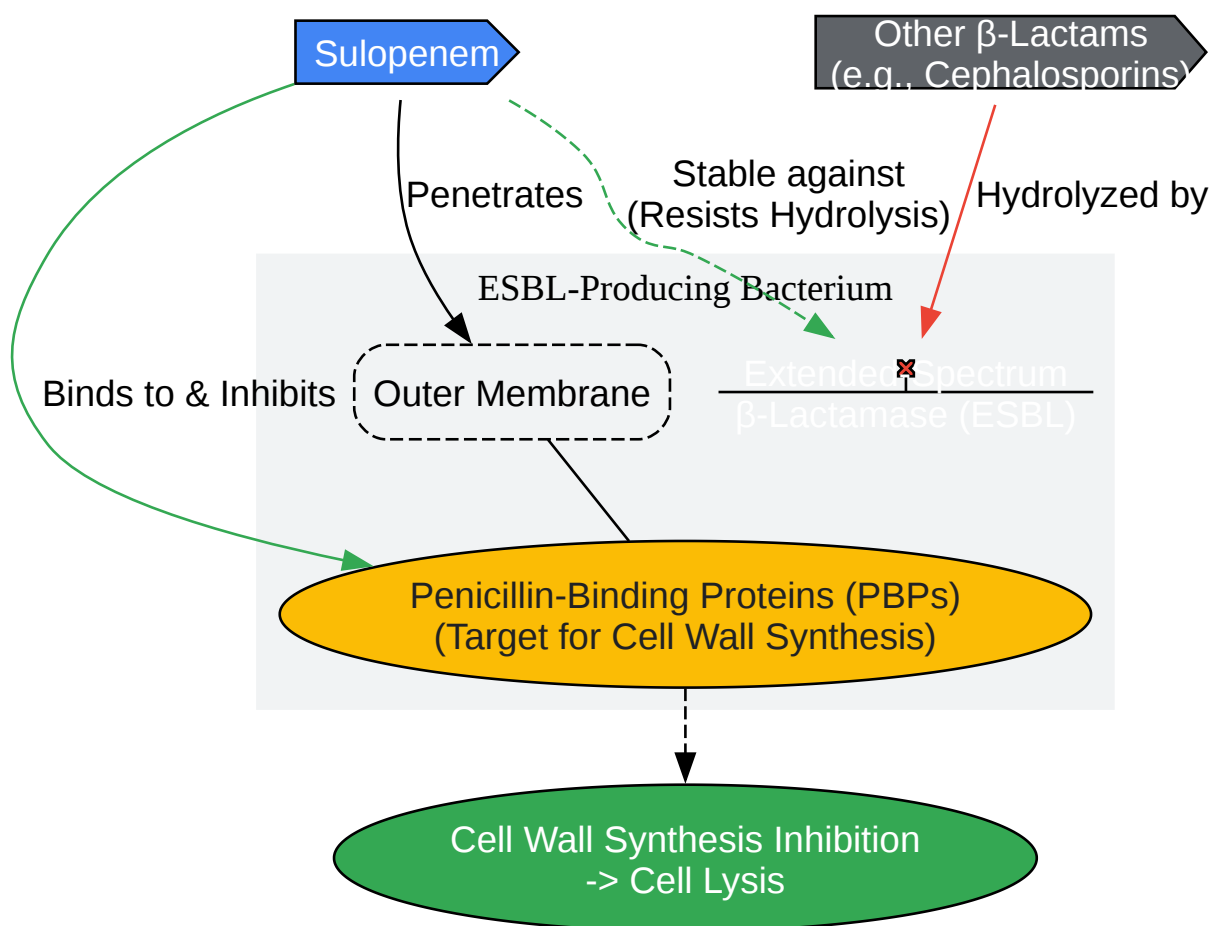 Sulopenem
Other β-Lactams
(e.g., Cephalosporins)
Penetrates
Stable against
(Resists Hydrolysis)
Hydrolyzed by
ESBL-Producing Bacterium
Binds to & Inhibits
Outer Membrane
Extended Spectrum
β-Lactamase (ESBL)
Penicillin-Binding Proteins (PBPs)
(Target for Cell Wall Synthesis)
Cell Wall Synthesis Inhibition
-> Cell Lysis